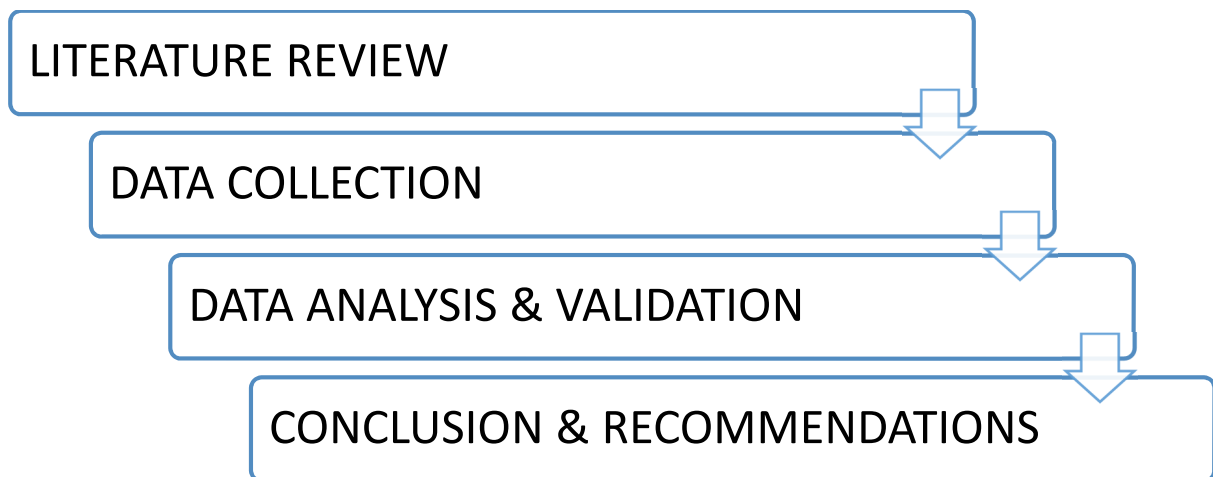 LITERATURE REVIEW
DATA COLLECTION
DATA ANALYSIS & VALIDATION
CONCLUSION & RECOMMENDATIONS